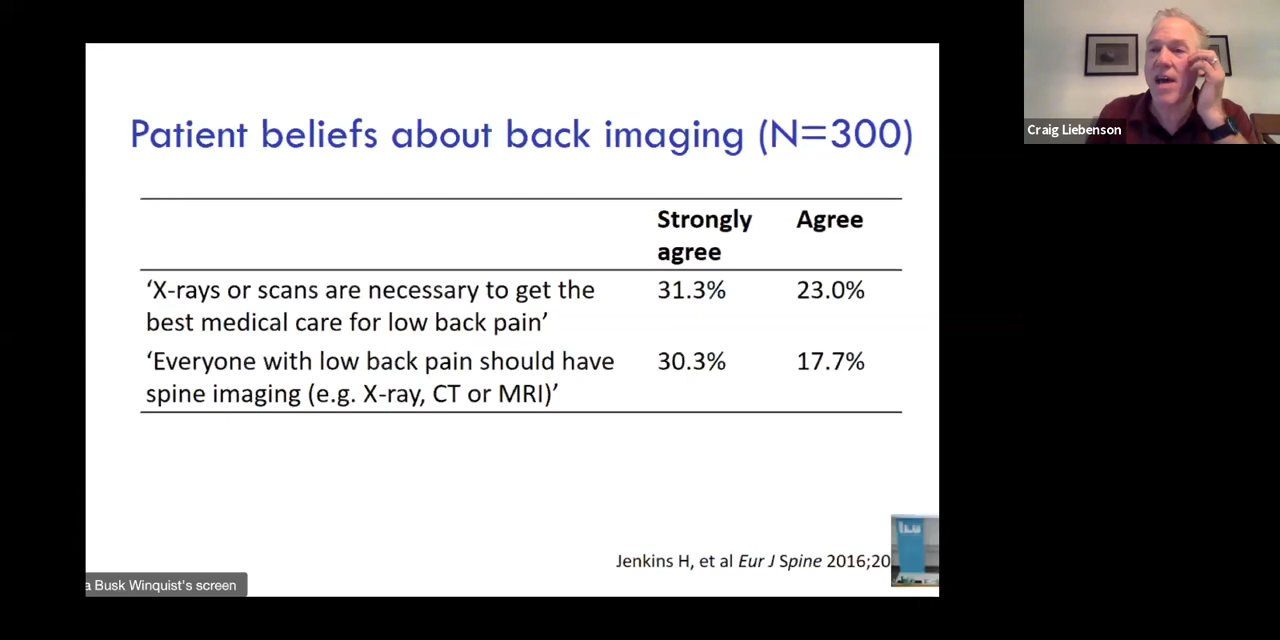 Patient beliefs about back imaging (N=300)
Strongly agree Agree
‘X-rays or scans are necessary to get the best medical care for low back pain’ 31.3% 23.0%
‘Everyone with low back pain should have spine imaging (e.g. X-ray, CT or MRI)’ 30.3% 17.7%
Jenkins H, et al Eur J Spine 2016;20
a Busk Winquist's screen
Craig Liebenson